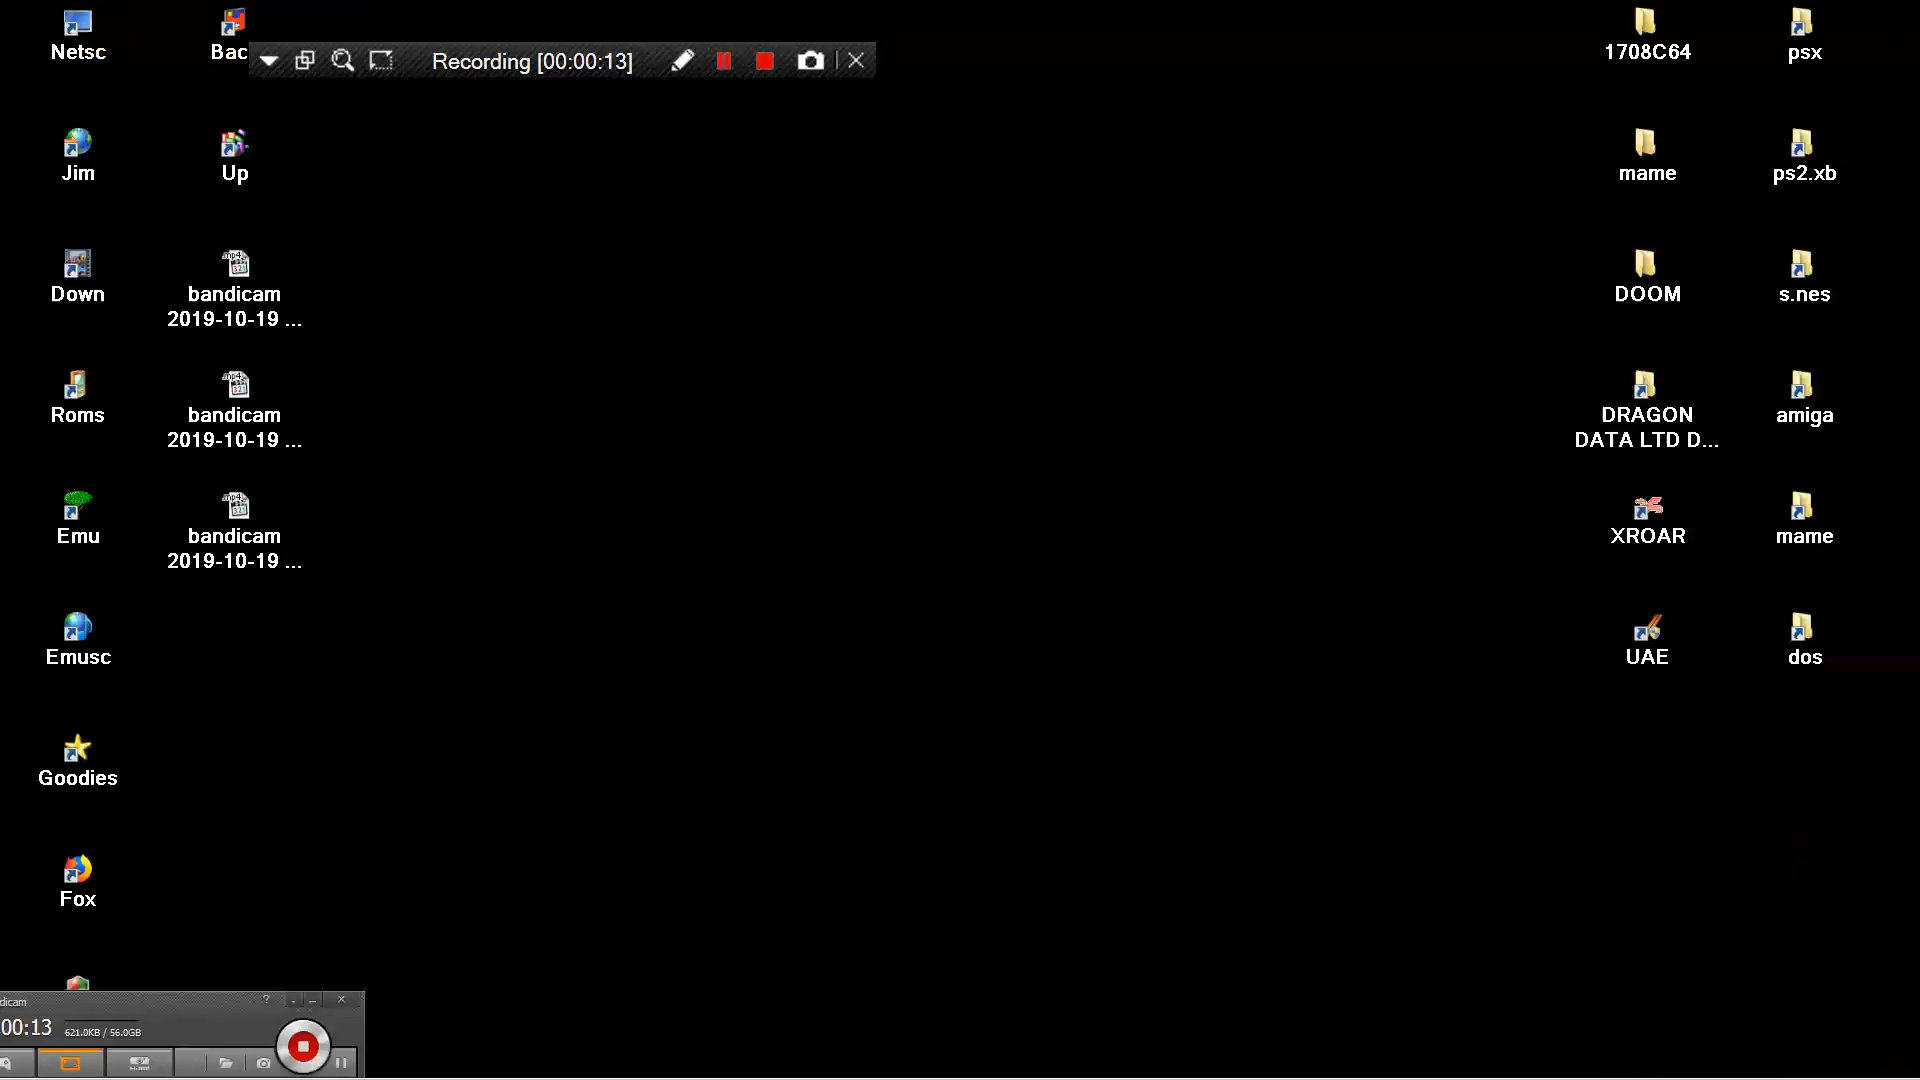 Netsc
Bac
Recording [00:00:13]
1708C64
psx
Jim
Up
mame
ps2.xb
Down
bandicam
2019-10-19 ...
DOOM
s.nes
Roms
bandicam
2019-10-19 ...
DRAGON
DATA LTD D...
amiga
Emu
bandicam
2019-10-19 ...
XROAR
mame
Emusc
UAE
dos
Goodies
Fox
dicam
00:13
621.0KB / 56.0GB